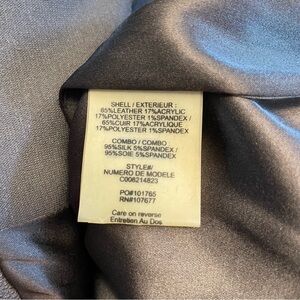 SHELL / EXTERIEUR :
65%LEATHER 17%ACRYLIC
17%POLYESTER 1%SPANDEX /
65%CUIR 17%ACRYLIQUE
17%POLYESTER 1%SPANDEX
COMBO / COMBO
95%SILK 5%SPANDEX /
95%SOIE 5%SPANDEX
STYLE#/
NUMERO DE MODELE
C008214823
PO#101765
RN#107677
Care on reverse
Entretien Au Dos